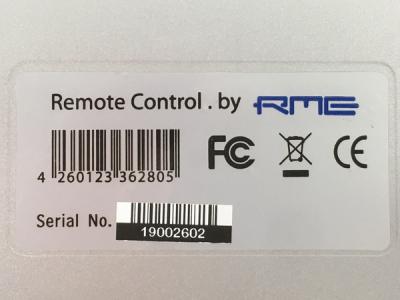 Remote Control . by RME
4 260123 362805
FC CE
Serial No. 19002602